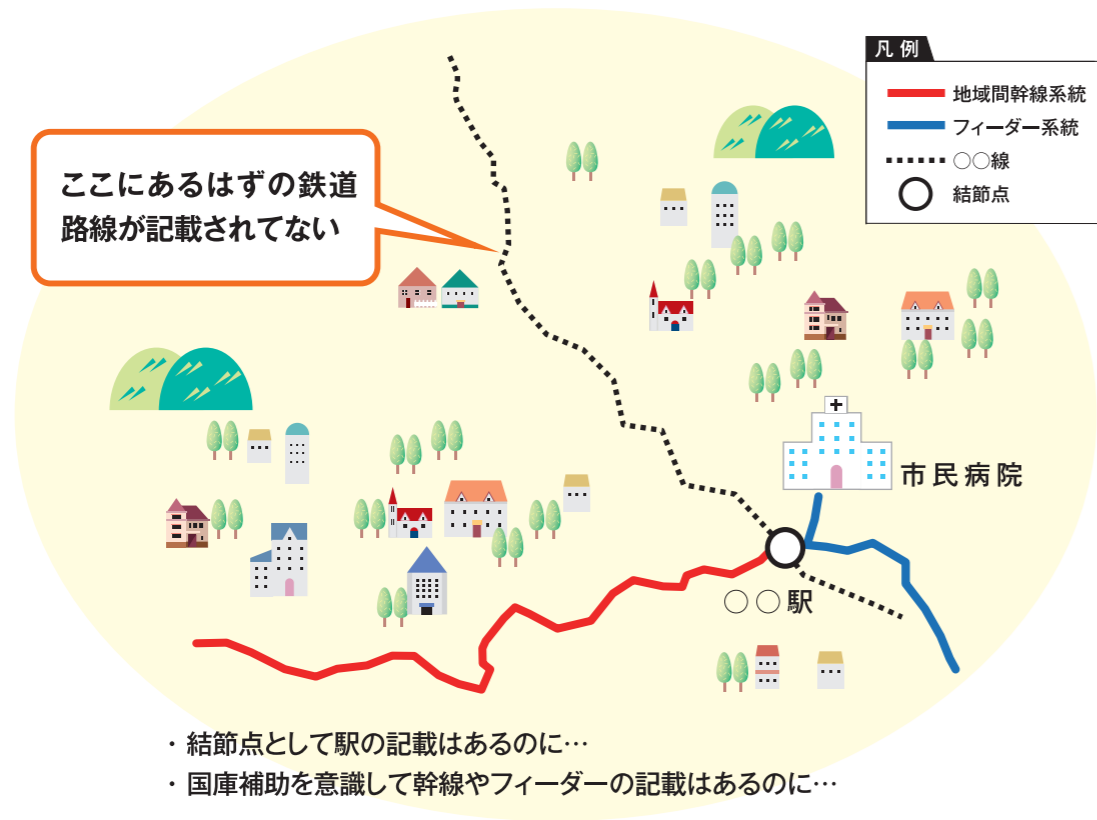 凡例
地域間幹線系統
フィーダー系統
○○線
結節点
ここにあるはずの鉄道
路線が記載されてない
市民病院
○○駅
・結節点として駅の記載はあるのに…
・国庫補助を意識して幹線やフィーダーの記載はあるのに…